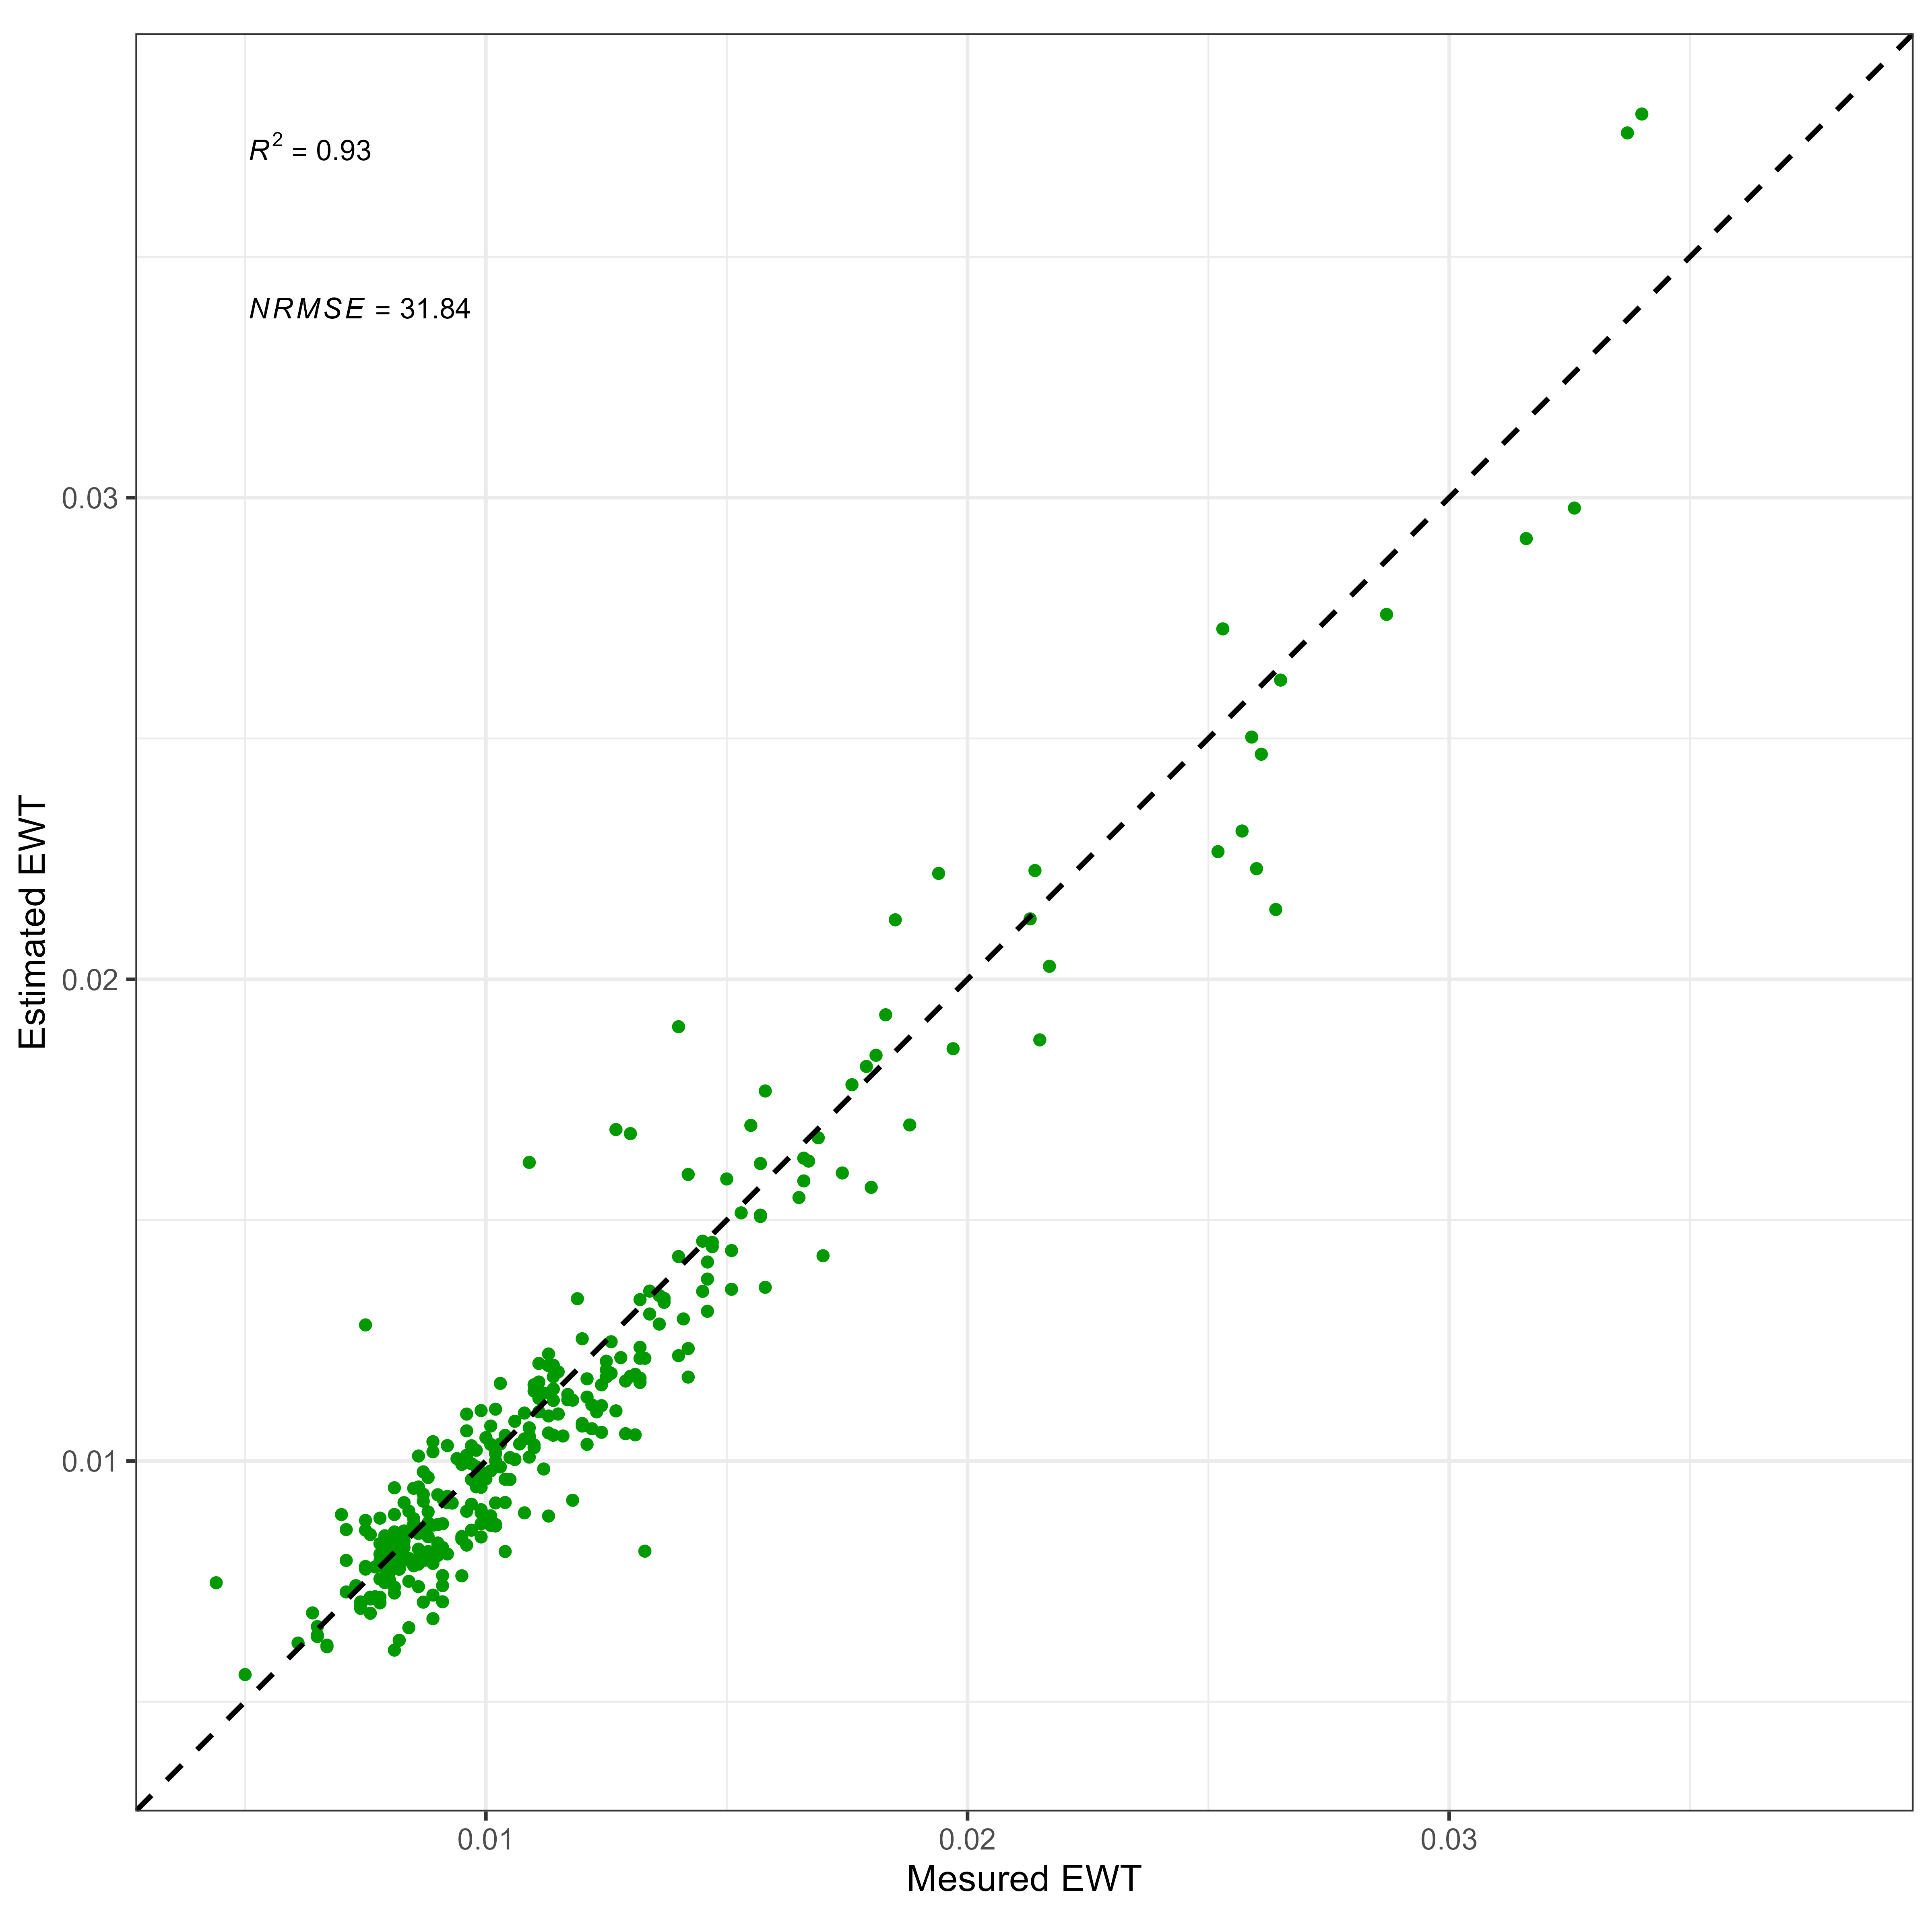 R² = 0.93
NRMSE = 31.84
0.03
0.02
0.01
Estimated EWT
0.01
0.02
0.03
Mesured EWT